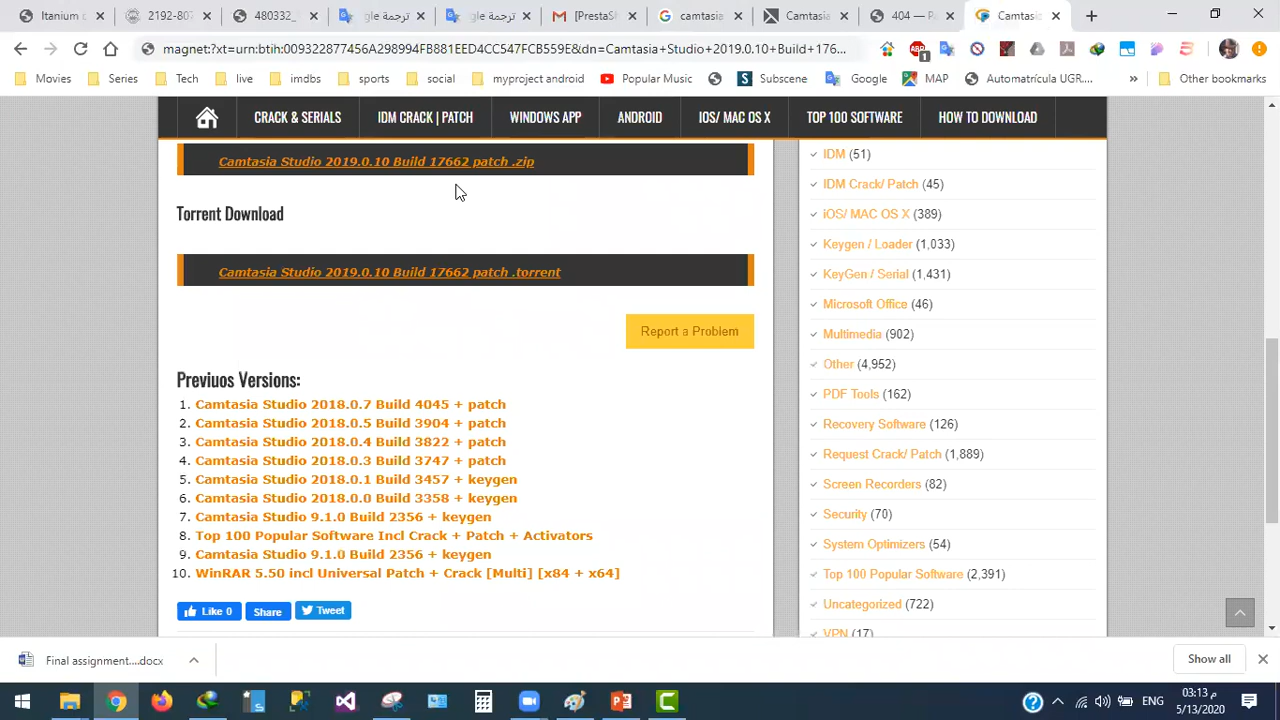 Itanium c
2192-807
480332_
ترجمة gle
ترجمة gle
[PrestaSh
camtasia
Camtasia
404 — Pa
Camtasia
magnet:?xt=urn:btih:009322877456A298994FB881EED4CC547FCB559E&dn=Camtasia+Studio+2019.0.10+Build+176...
1
Movies
Series
Tech
live
imdbs
sports
social
myproject android
Popular Music
Subscene
Google
MAP
Automatrícula UGR....
»
Other bookmarks
CRACK & SERIALS
IDM CRACK | PATCH
WINDOWS APP
ANDROID
IOS/ MAC OS X
TOP 100 SOFTWARE
HOW TO DOWNLOAD
Camtasia Studio 2019.0.10 Build 17662 patch .zip
Torrent Download
Camtasia Studio 2019.0.10 Build 17662 patch .torrent
Report a Problem
Previuos Versions:
1. Camtasia Studio 2018.0.7 Build 4045 + patch
2. Camtasia Studio 2018.0.5 Build 3904 + patch
3. Camtasia Studio 2018.0.4 Build 3822 + patch
4. Camtasia Studio 2018.0.3 Build 3747 + patch
5. Camtasia Studio 2018.0.1 Build 3457 + keygen
6. Camtasia Studio 2018.0.0 Build 3358 + keygen
7. Camtasia Studio 9.1.0 Build 2356 + keygen
8. Top 100 Popular Software Incl Crack + Patch + Activators
9. Camtasia Studio 9.1.0 Build 2356 + keygen
10. WinRAR 5.50 incl Universal Patch + Crack [Multi] [x84 + x64]
Like 0
Share
Tweet
IDM (51)
IDM Crack/ Patch (45)
iOS/ MAC OS X (389)
Keygen / Loader (1,033)
KeyGen / Serial (1,431)
Microsoft Office (46)
Multimedia (902)
Other (4,952)
PDF Tools (162)
Recovery Software (126)
Request Crack/ Patch (1,889)
Screen Recorders (82)
Security (70)
System Optimizers (54)
Top 100 Popular Software (2,391)
Uncategorized (722)
VPN (17)
Final assignment....docx
Show all
ENG
03:13 م
5/13/2020